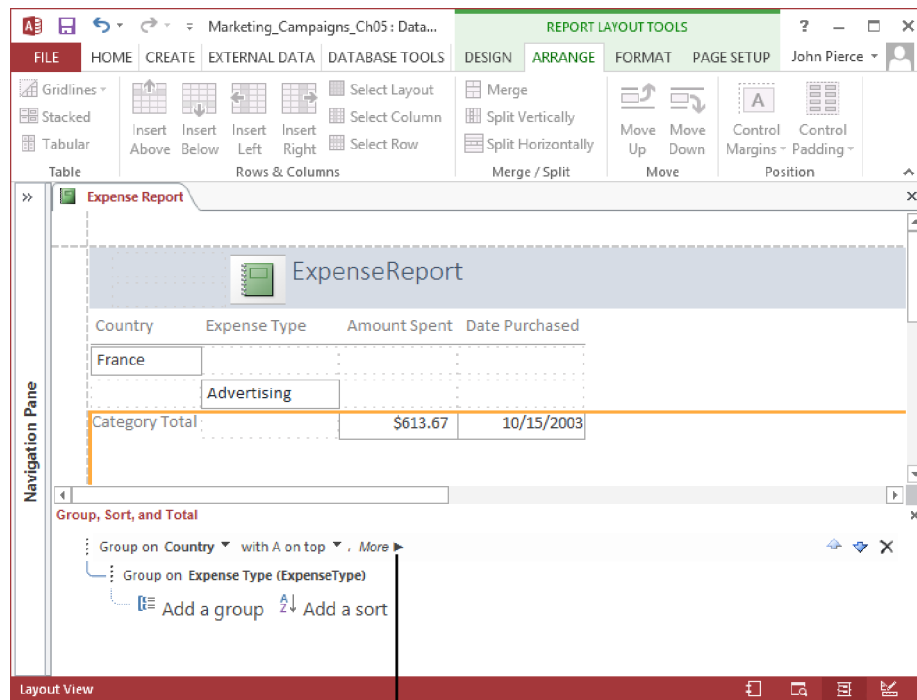 Marketing_Campaigns_Ch05 : Data...
REPORT LAYOUT TOOLS
?
FILE HOME CREATE EXTERNAL DATA DATABASE TOOLS DESIGN ARRANGE FORMAT PAGE SETUP John Pierce
Gridlines
Stacked
Tabular
Table
Insert Above
Insert Below
Insert Left
Insert Right
Select Layout
Select Column
Select Row
Rows & Columns
Merge
Split Vertically
Split Horizontally
Merge / Split
Move Up
Move Down
Move
Control Margins
Control Padding
Position
Expense Report
Navigation Pane
ExpenseReport
Country Expense Type Amount Spent Date Purchased
France
Advertising
Category Total $613.67 10/15/2003
Group, Sort, and Total
Group on Country with A on top , More
Group on Expense Type (ExpenseType)
Add a group Add a sort
Layout View